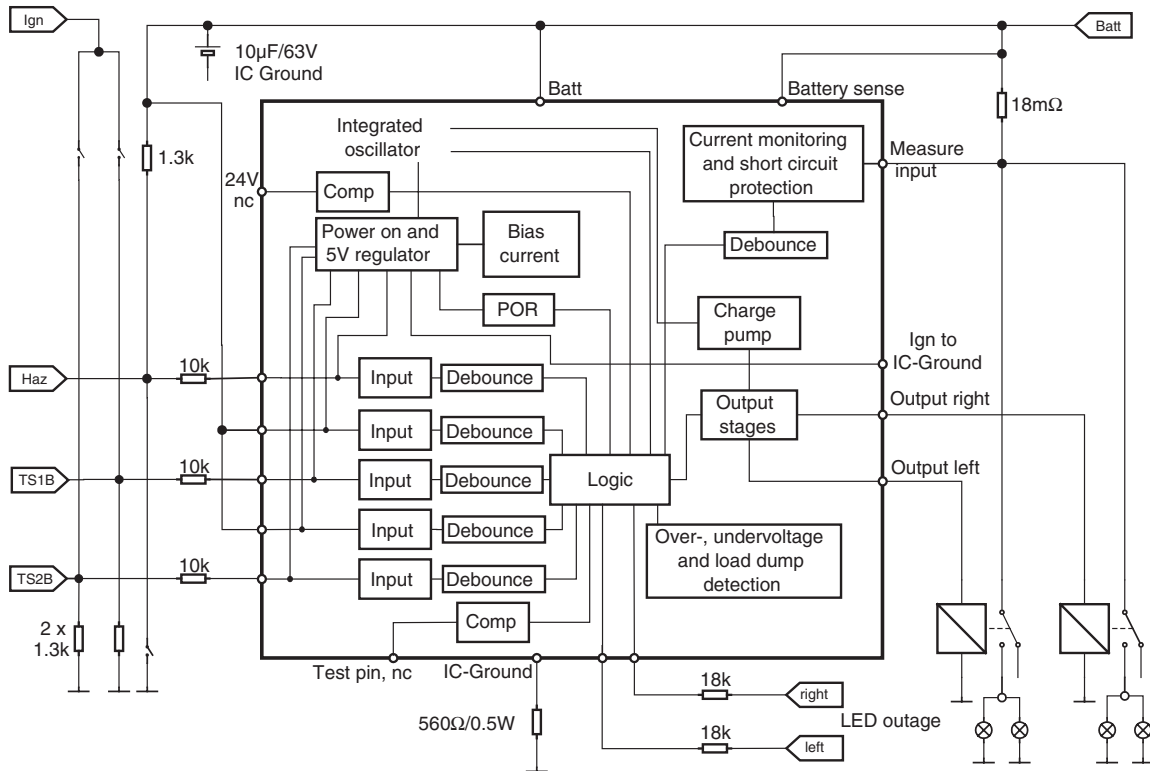 Ign
Batt
10µF/63V
IC Ground
Batt
Battery sense
18mΩ
Integrated
oscillator
Current monitoring
and short circuit
protection
Measure
input
1.3k
24V
nc
Comp
Power on and
5V regulator
Bias
current
Debounce
POR
Charge
pump
Ign to
IC-Ground
Haz
10k
Input
Debounce
Output
stages
Output right
Input
Debounce
TS1B
10k
Input
Debounce
Logic
Output left
Input
Debounce
Over-, undervoltage
and load dump
detection
TS2B
10k
Input
Debounce
2 x
1.3k
Comp
Test pin, nc
IC-Ground
560Ω/0.5W
18k
right
LED outage
18k
left